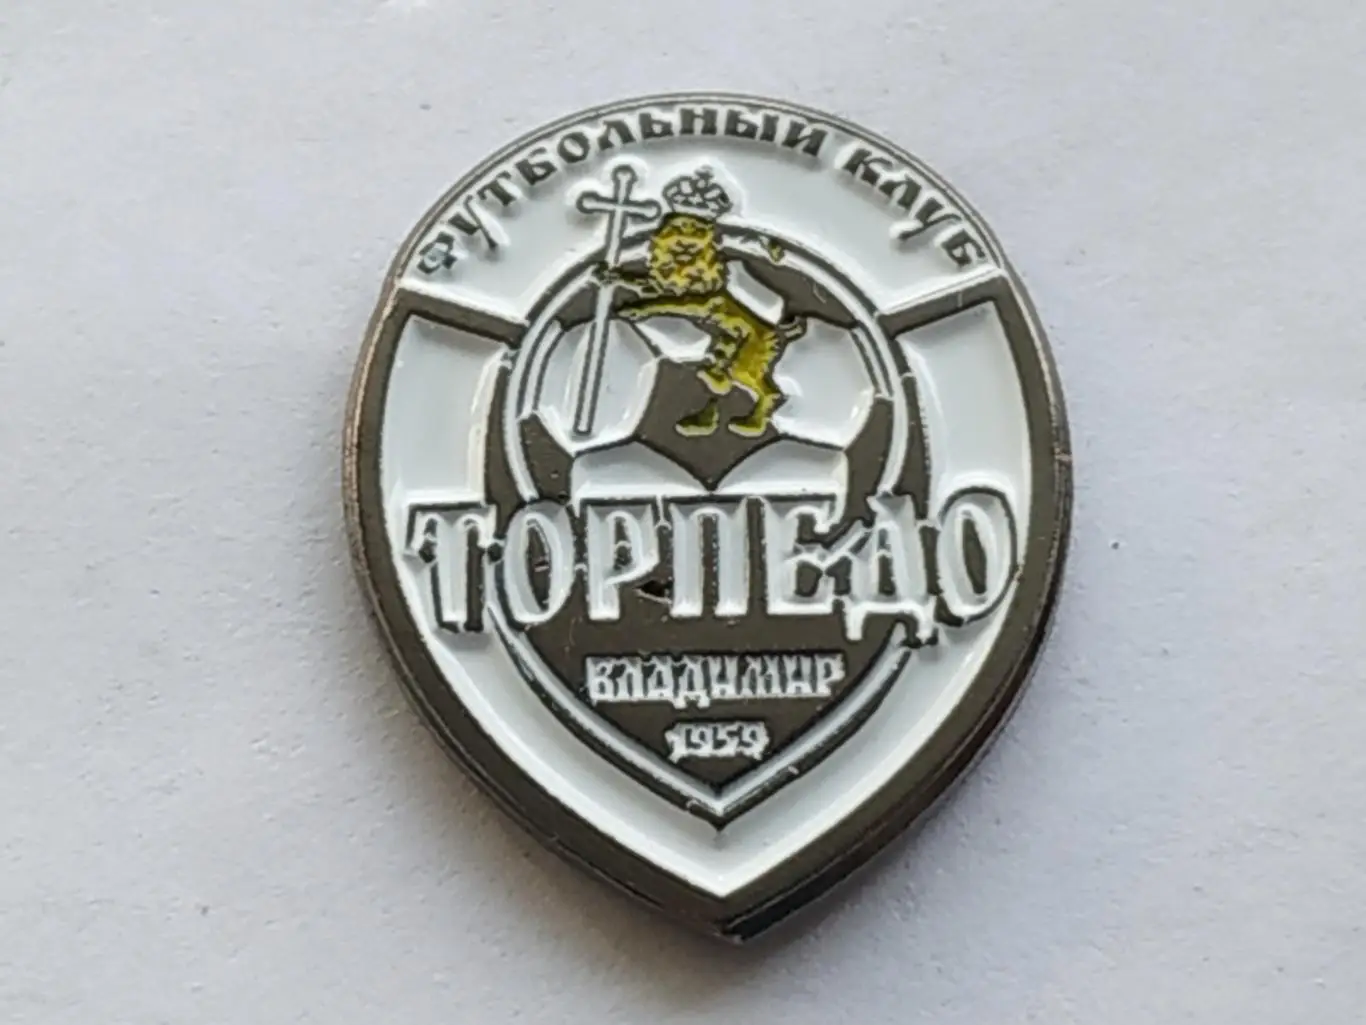 ФУТБОЛЬНЫЙ КЛУБ
ТОРПЕДО
ВЛАДИМИР
1959